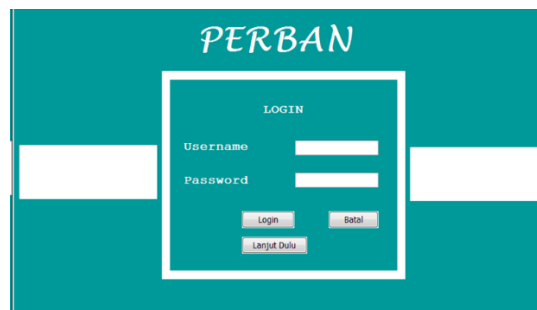 PERBAN
LOGIN
Username
Password
Login Batal
Lanjut Dulu